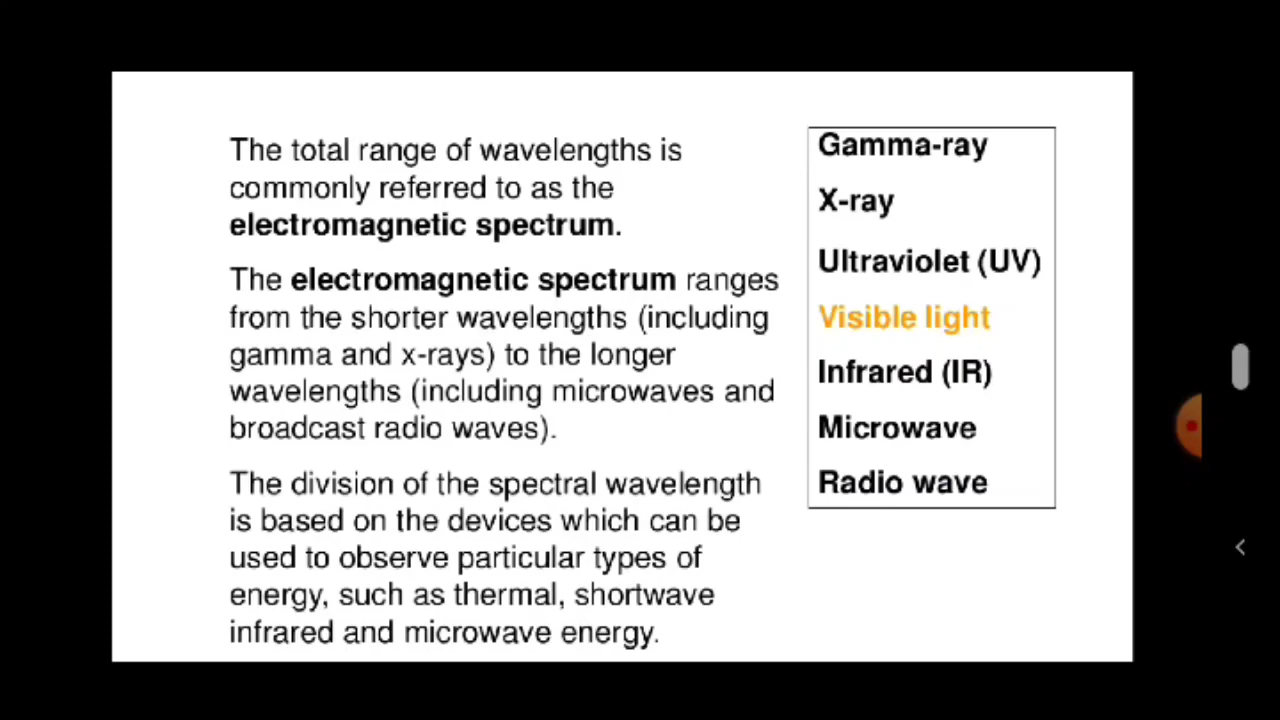 The total range of wavelengths is
commonly referred to as the
electromagnetic spectrum.
The electromagnetic spectrum ranges
from the shorter wavelengths (including
gamma and x-rays) to the longer
wavelengths (including microwaves and
broadcast radio waves).
The division of the spectral wavelength
is based on the devices which can be
used to observe particular types of
energy, such as thermal, shortwave
infrared and microwave energy.
Gamma-ray
X-ray
Ultraviolet (UV)
Visible light
Infrared (IR)
Microwave
Radio wave